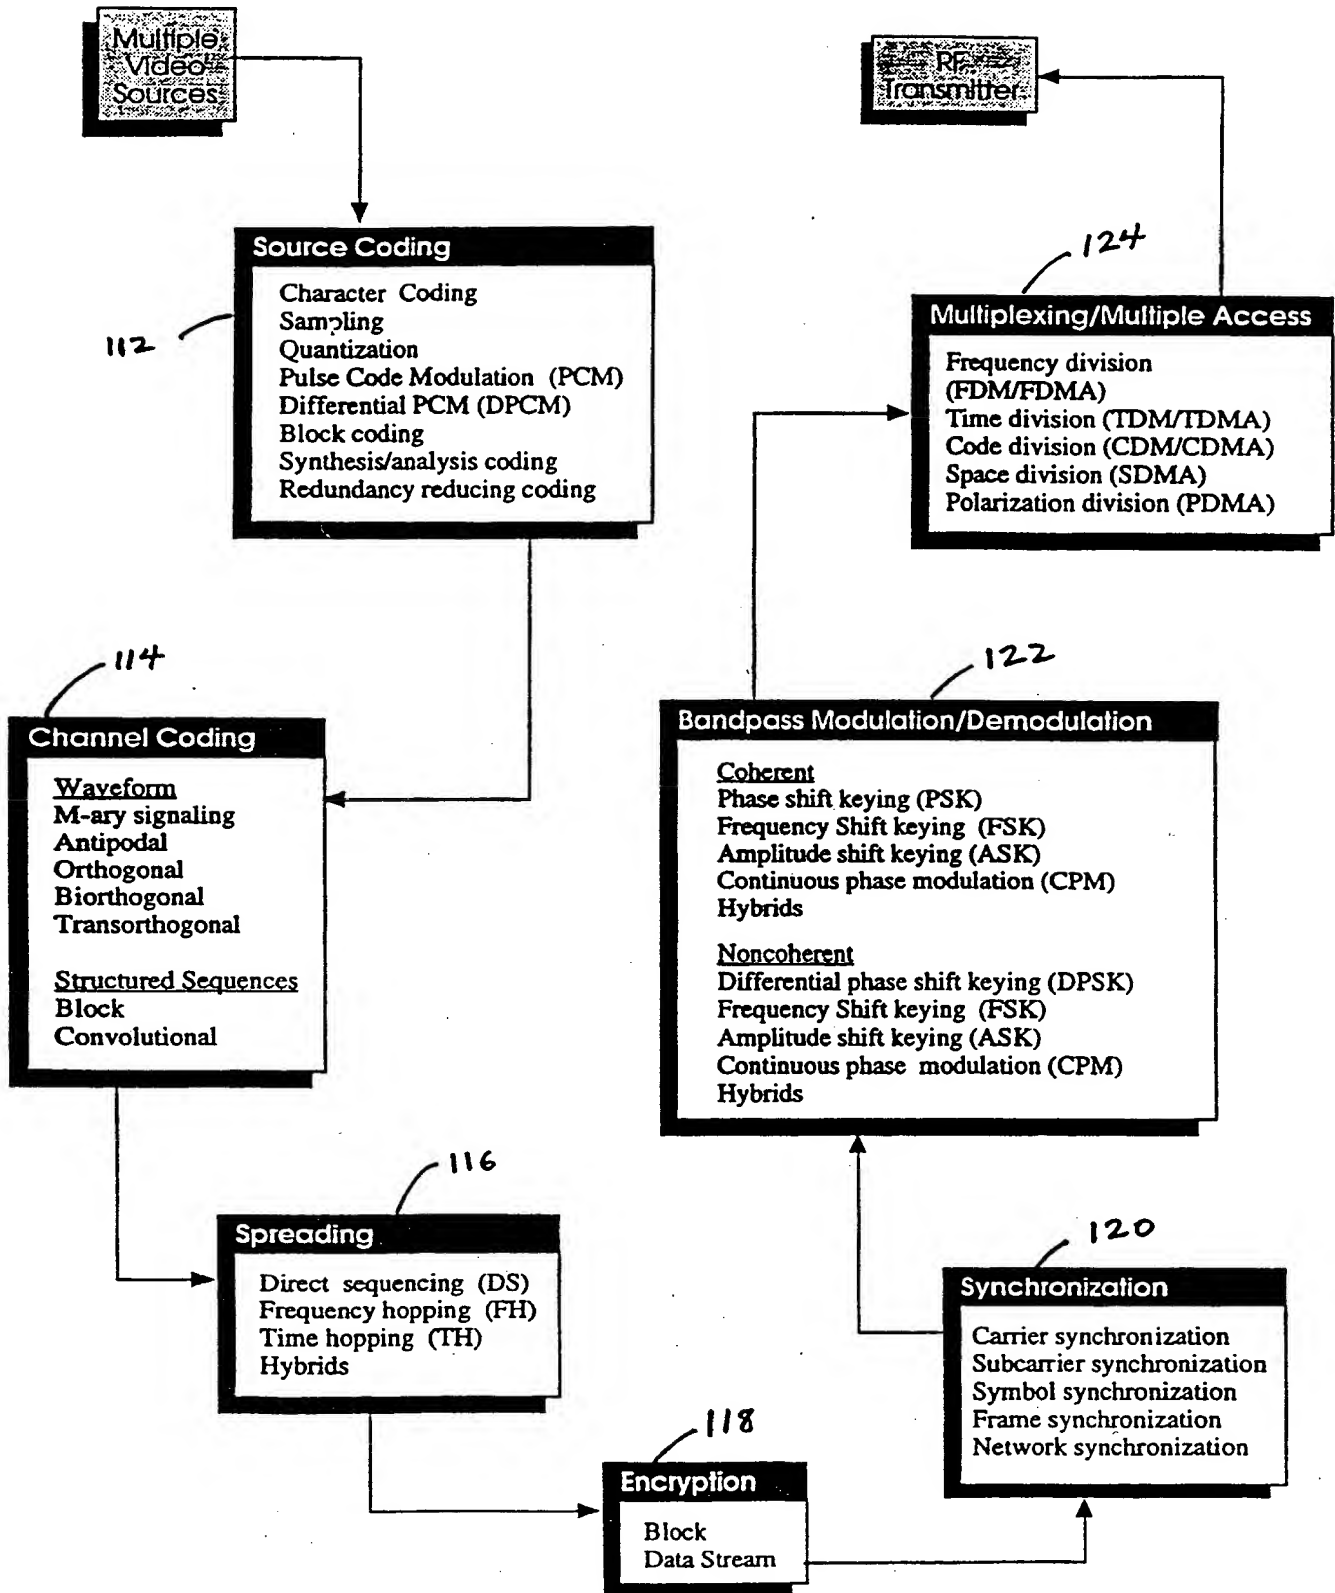 Multiple
Video
Sources
RF
Transmitter
Source Coding
Character Coding
Sampling
Quantization
Pulse Code Modulation (PCM)
Differential PCM (DPCM)
Block coding
Synthesis/analysis coding
Redundancy reducing coding
112
124
Multiplexing/Multiple Access
Frequency division
(FDM/FDMA)
Time division (TDM/TDMA)
Code division (CDM/CDMA)
Space division (SDMA)
Polarization division (PDMA)
114
Channel Coding
Waveform
M-ary signaling
Antipodal
Orthogonal
Biorthogonal
Transorthogonal
Structured Sequences
Block
Convolutional
122
Bandpass Modulation/Demodulation
Coherent
Phase shift keying (PSK)
Frequency Shift keying (FSK)
Amplitude shift keying (ASK)
Continuous phase modulation (CPM)
Hybrids
Noncoherent
Differential phase shift keying (DPSK)
Frequency Shift keying (FSK)
Amplitude shift keying (ASK)
Continuous phase modulation (CPM)
Hybrids
116
Spreading
Direct sequencing (DS)
Frequency hopping (FH)
Time hopping (TH)
Hybrids
118
Encryption
Block
Data Stream
120
Synchronization
Carrier synchronization
Subcarrier synchronization
Symbol synchronization
Frame synchronization
Network synchronization